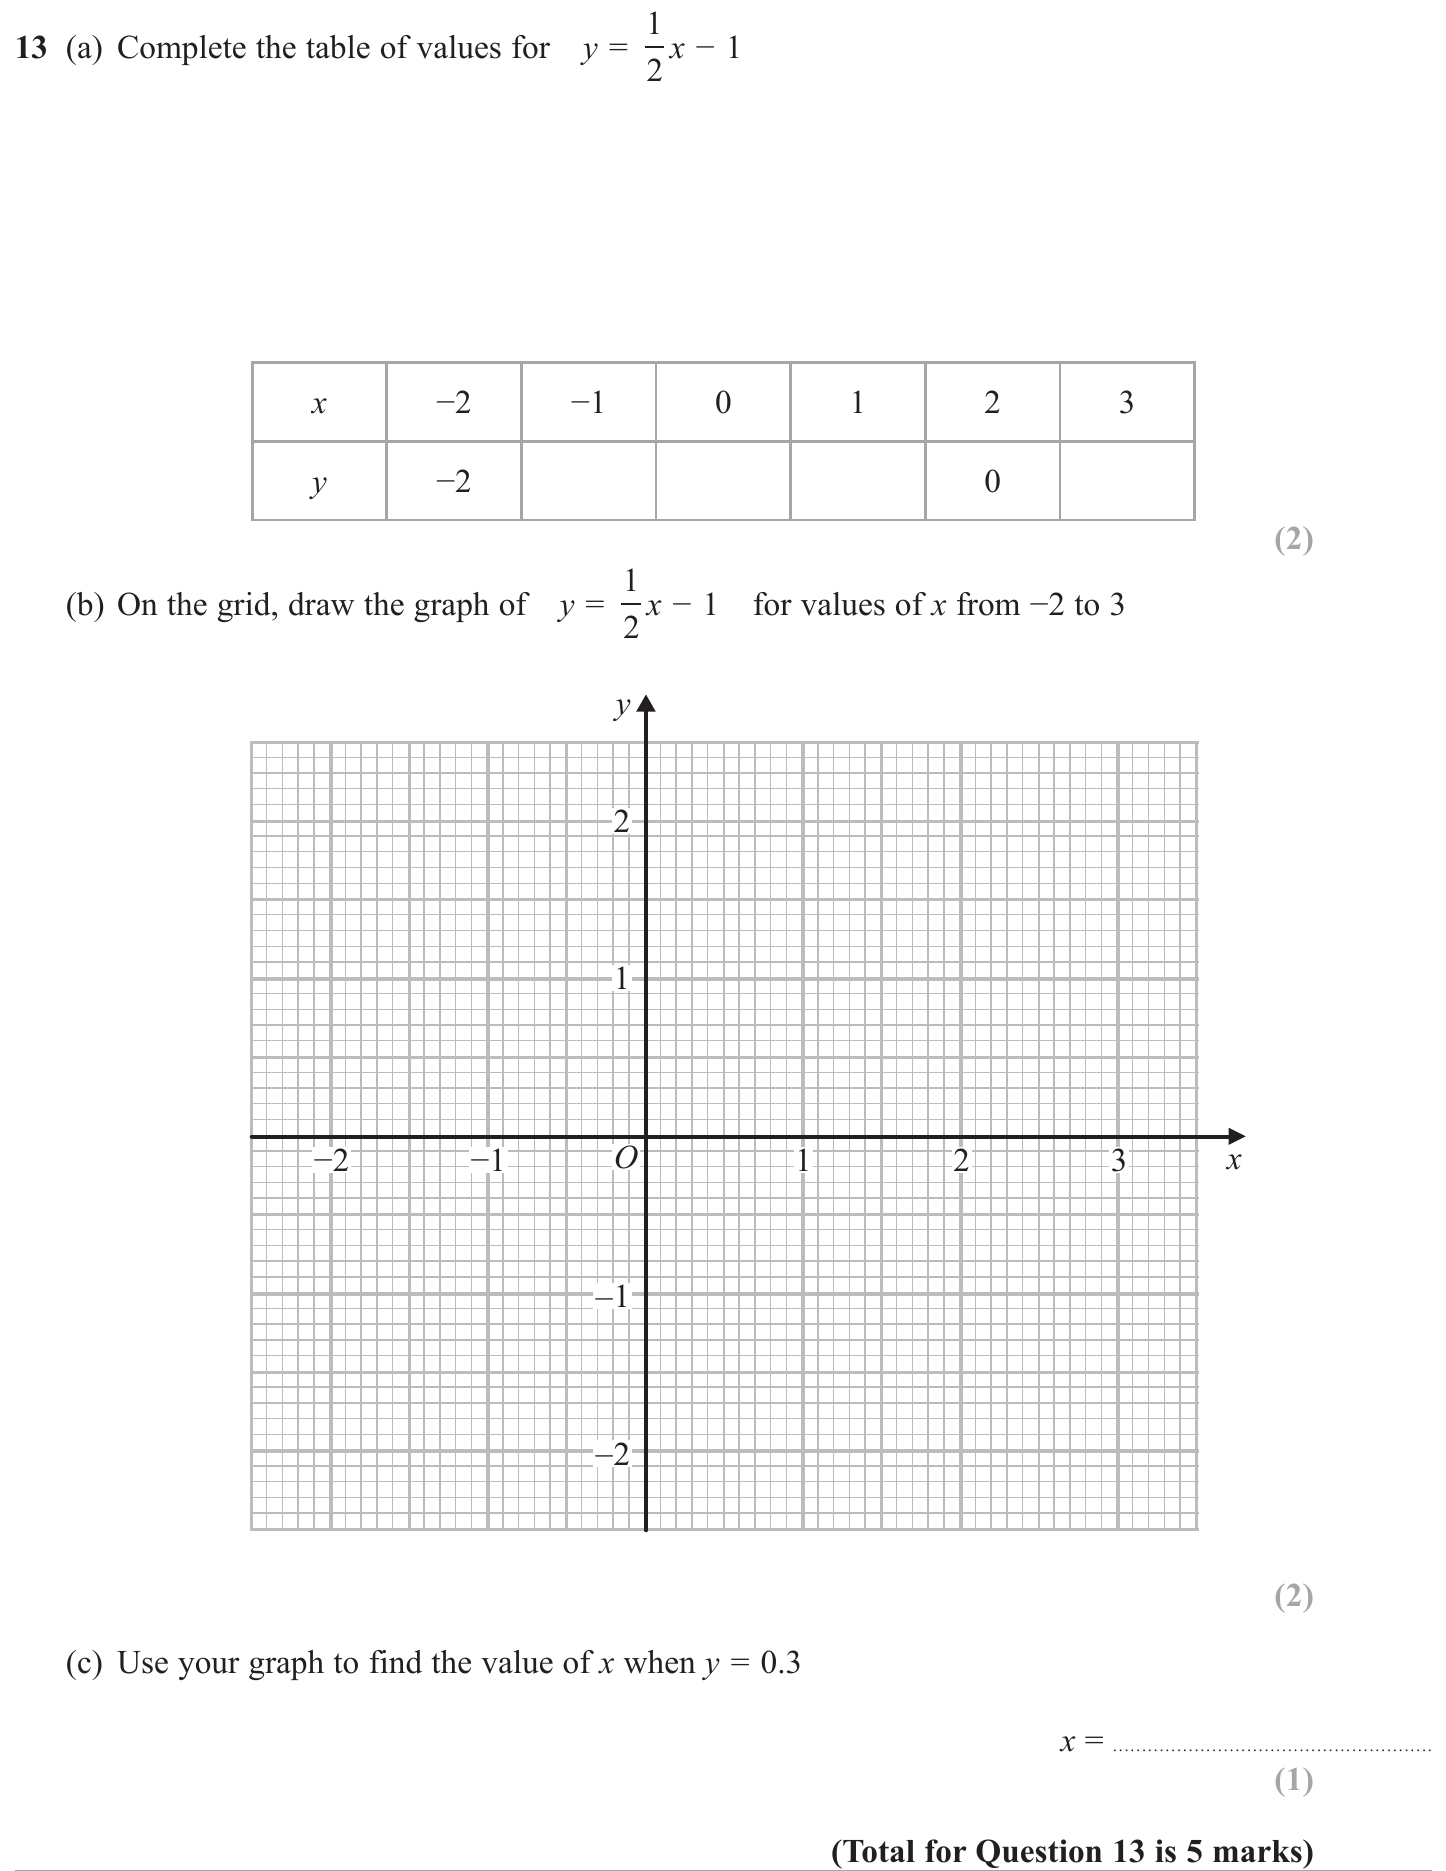 13 (a) Complete the table of values for y = 1/2 x − 1
x −2 −1 0 1 2 3
y −2 0
(2)
(b) On the grid, draw the graph of y = 1/2 x − 1 for values of x from −2 to 3
y
2
1
−2 −1 O 1 2 3 x
−1
−2
(2)
(c) Use your graph to find the value of x when y = 0.3
x = ........................................................
(1)
(Total for Question 13 is 5 marks)